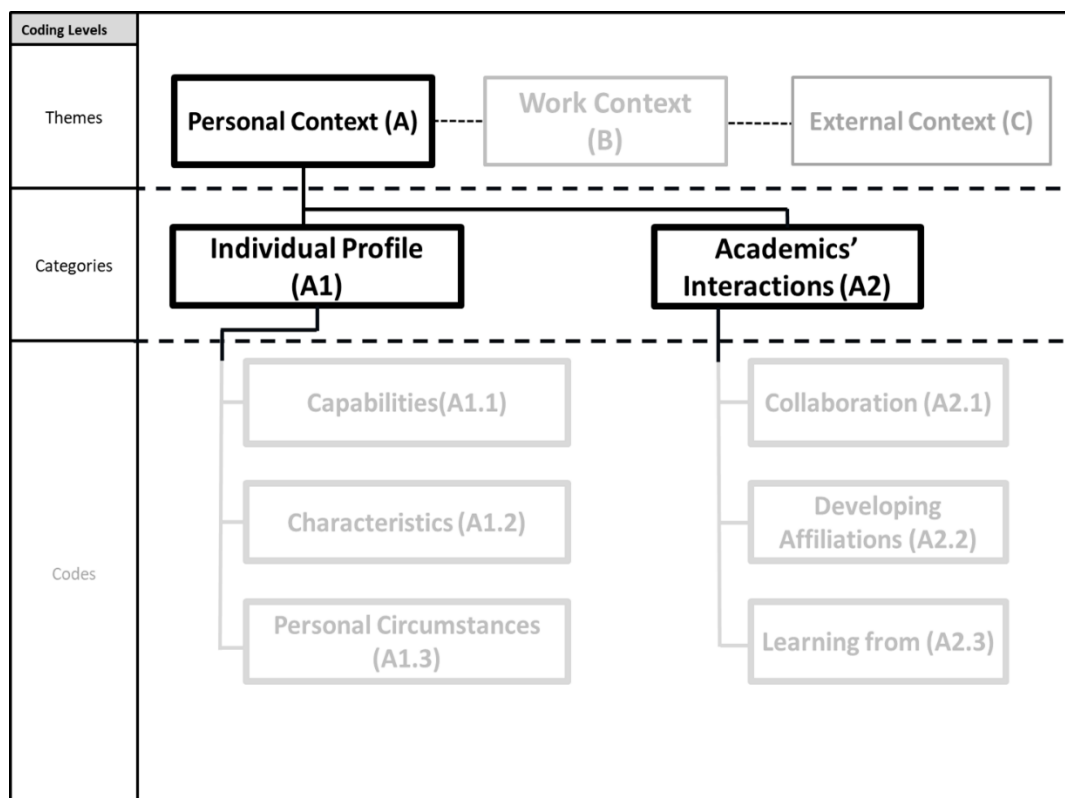 Coding Levels
Themes
Personal Context (A)
Work Context
(B)
External Context (C)
Categories
Individual Profile
(A1)
Academics’
Interactions (A2)
Codes
Capabilities(A1.1)
Collaboration (A2.1)
Characteristics (A1.2)
Developing
Affiliations (A2.2)
Personal Circumstances
(A1.3)
Learning from (A2.3)